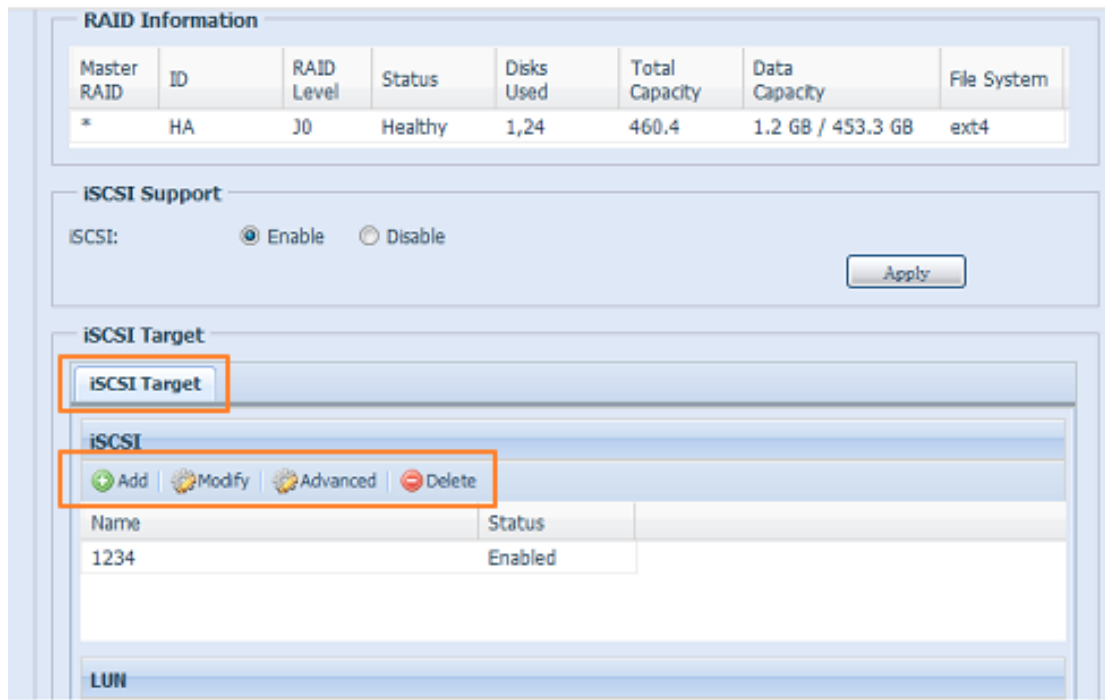 RAID Information
Master RAID ID RAID Level Status Disks Used Total Capacity Data Capacity File System
* HA J0 Healthy 1,24 460.4 1.2 GB / 453.3 GB ext4
iSCSI Support
iSCSI: Enable Disable
Apply
iSCSI Target
iSCSI Target
iSCSI
Add Modify Advanced Delete
Name Status
1234 Enabled
LUN